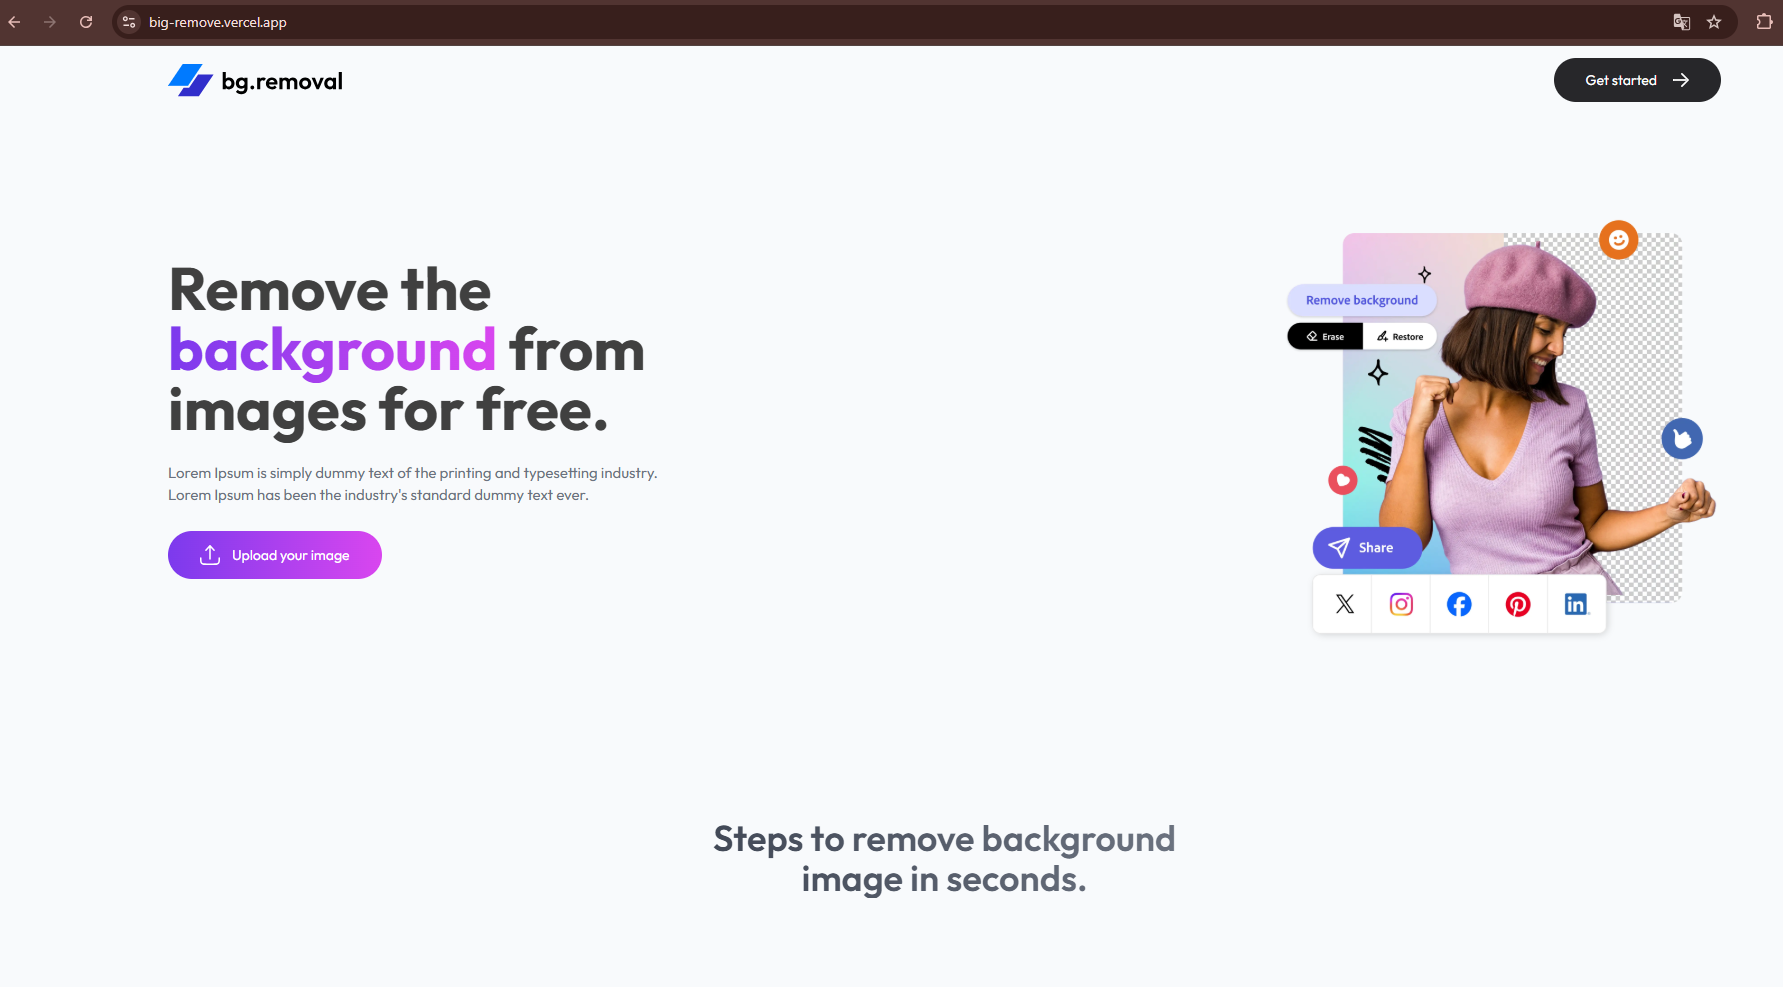 big-remove.vercel.app
bg.removal
Get started
Remove the
background from
images for free.
Lorem Ipsum is simply dummy text of the printing and typesetting industry.
Lorem Ipsum has been the industry's standard dummy text ever.
Upload your image
Remove background
Erase
Restore
Share
Steps to remove background
image in seconds.